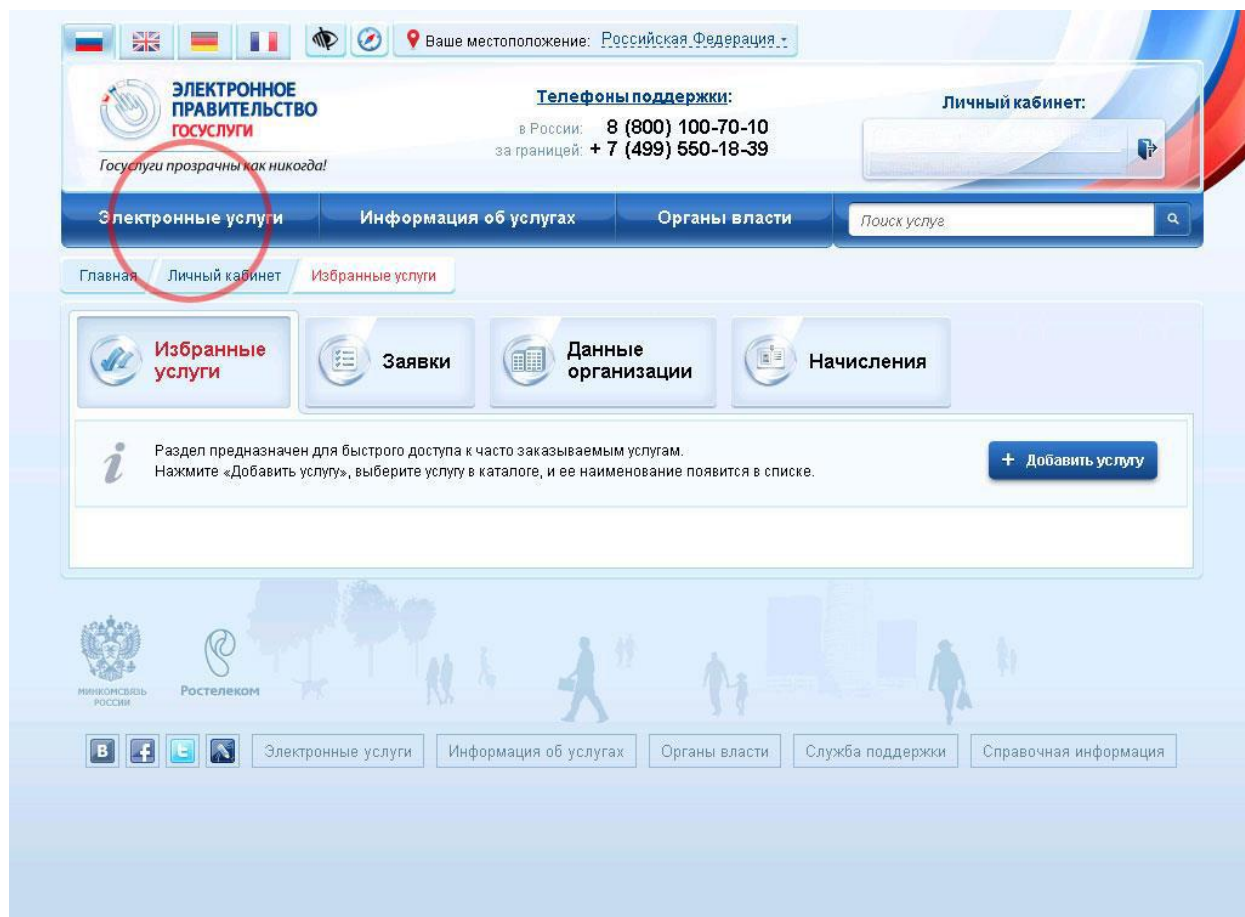 Ваше местоположение: Российская Федерация
ЭЛЕКТРОННОЕ
ПРАВИТЕЛЬСТВО
ГОСУСЛУГИ
Госуслуги прозрачны как никогда!
Телефоны поддержки:
в России: 8 (800) 100-70-10
за границей: + 7 (499) 550-18-39
Личный кабинет:
Электронные услуги Информация об услугах Органы власти Поиск услуг
Главная Личный кабинет Избранные услуги
Избранные
услуги
Заявки
Данные
организации
Начисления
Раздел предназначен для быстрого доступа к часто заказываемым услугам.
Нажмите «Добавить услугу», выберите услугу в каталоге, и ее наименование появится в списке.
+ Добавить услугу
МИНКОМСВЯЗЬ
РОССИИ
Ростелеком
Электронные услуги Информация об услугах Органы власти Служба поддержки Справочная информация